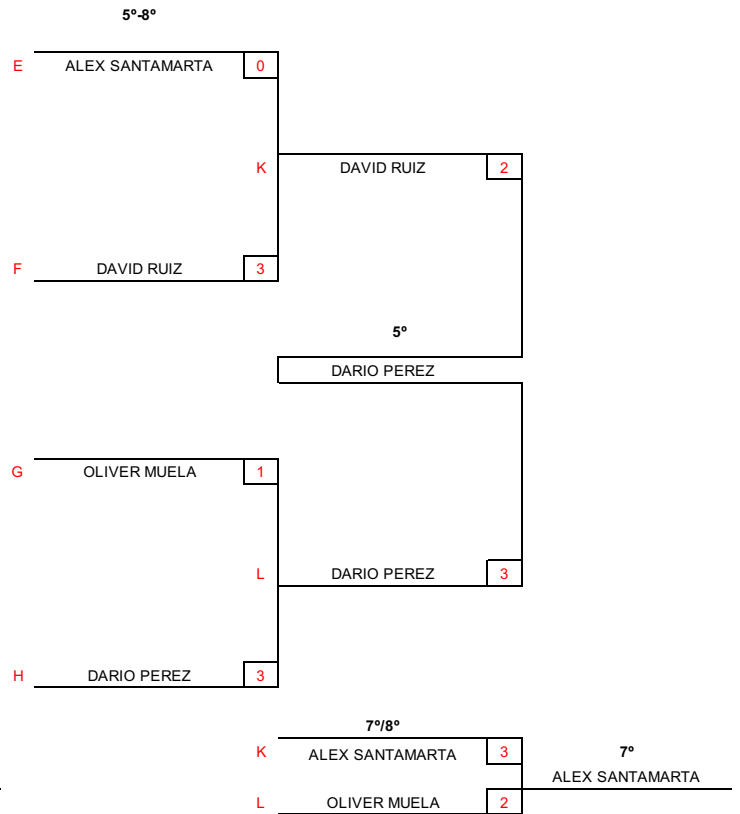 5º-8º
E ALEX SANTAMARTA 0
K DAVID RUIZ 2
F DAVID RUIZ 3
5º
DARIO PEREZ
G OLIVER MUELA 1
L DARIO PEREZ 3
H DARIO PEREZ 3
7º/8º
K ALEX SANTAMARTA 3 7º
ALEX SANTAMARTA
L OLIVER MUELA 2